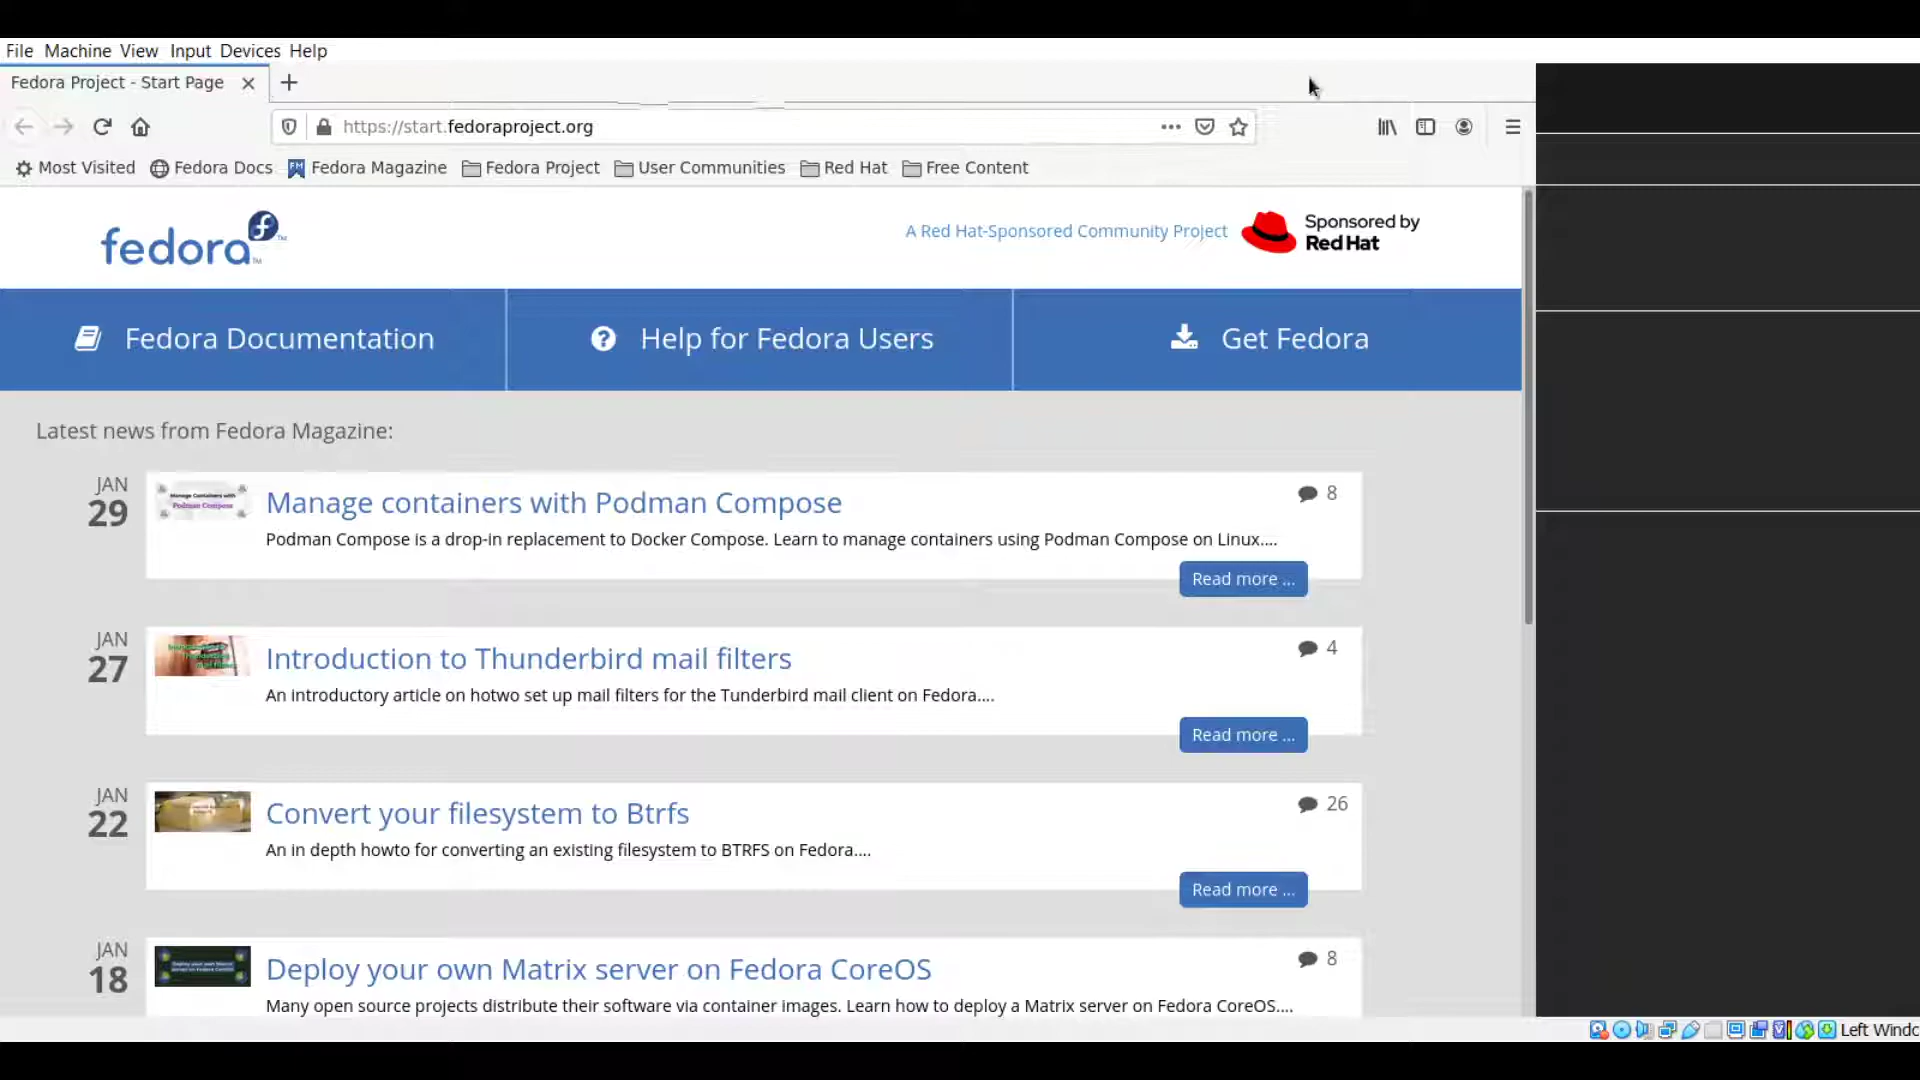 File Machine View Input Devices Help
Fedora Project - Start Page
https://start.fedoraproject.org
Most Visited Fedora Docs Fedora Magazine Fedora Project User Communities Red Hat Free Content
fedora
A Red Hat-Sponsored Community Project
Sponsored by
Red Hat
Fedora Documentation
Help for Fedora Users
Get Fedora
Latest news from Fedora Magazine:
JAN
29
Manage Containers with
Podman Compose
Manage containers with Podman Compose
8
Podman Compose is a drop-in replacement to Docker Compose. Learn to manage containers using Podman Compose on Linux....
Read more ...
JAN
27
Introduction to Thunderbird mail filters
4
An introductory article on hotwo set up mail filters for the Tunderbird mail client on Fedora....
Read more ...
JAN
22
Convert your filesystem to Btrfs
26
An in depth howto for converting an existing filesystem to BTRFS on Fedora....
Read more ...
JAN
18
Deploy your own Matrix server on Fedora CoreOS
8
Many open source projects distribute their software via container images. Learn how to deploy a Matrix server on Fedora CoreOS....
Left Windo